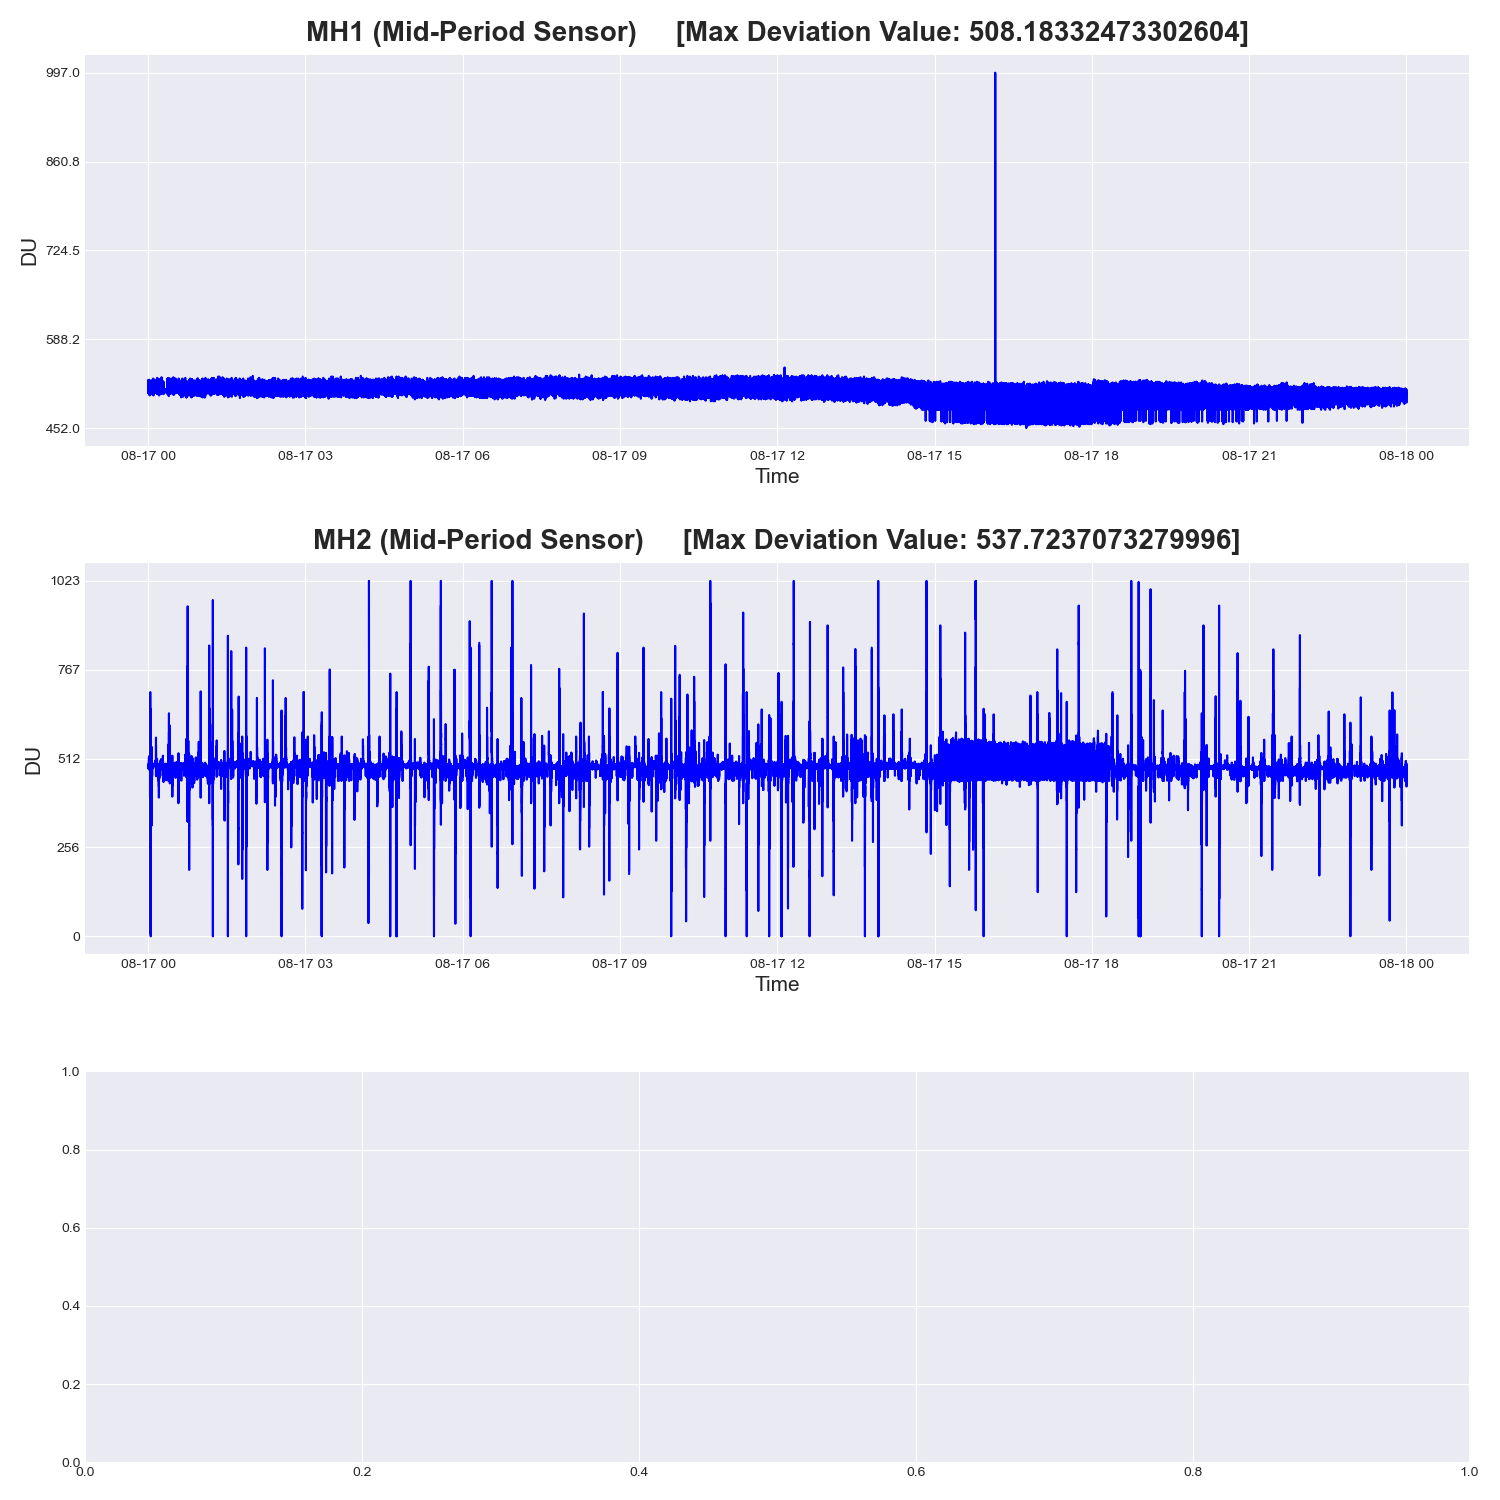 MH1 (Mid-Period Sensor) [Max Deviation Value: 508.18332473302604]
997.0
860.8
724.5
588.2
452.0
DU
08-17 00 08-17 03 08-17 06 08-17 09 08-17 12 08-17 15 08-17 18 08-17 21 08-18 00
Time
MH2 (Mid-Period Sensor) [Max Deviation Value: 537.7237073279996]
1023
767
512
256
0
DU
08-17 00 08-17 03 08-17 06 08-17 09 08-17 12 08-17 15 08-17 18 08-17 21 08-18 00
Time
1.0
0.8
0.6
0.4
0.2
0.0
0.0 0.2 0.4 0.6 0.8 1.0